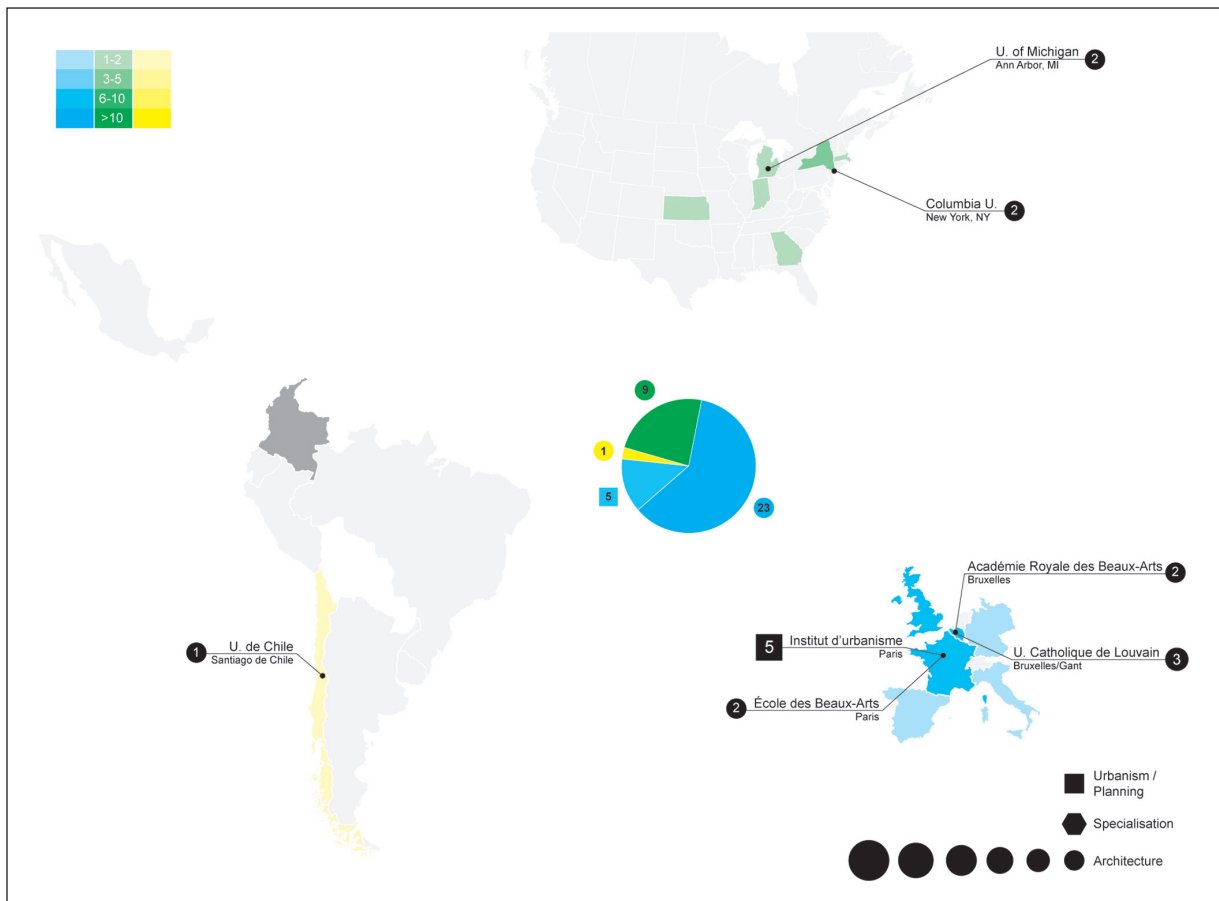 1-2
3-5
6-10
>10
U. of Michigan
Ann Arbor, MI
2
Columbia U.
New York, NY
2
9
1
5
23
Académie Royale des Beaux-Arts
Bruxelles
2
5
Institut d’urbanisme
Paris
U. Catholique de Louvain
Bruxelles/Gant
3
1
U. de Chile
Santiago de Chile
2
École des Beaux-Arts
Paris
Urbanism /
Planning
Specialisation
Architecture